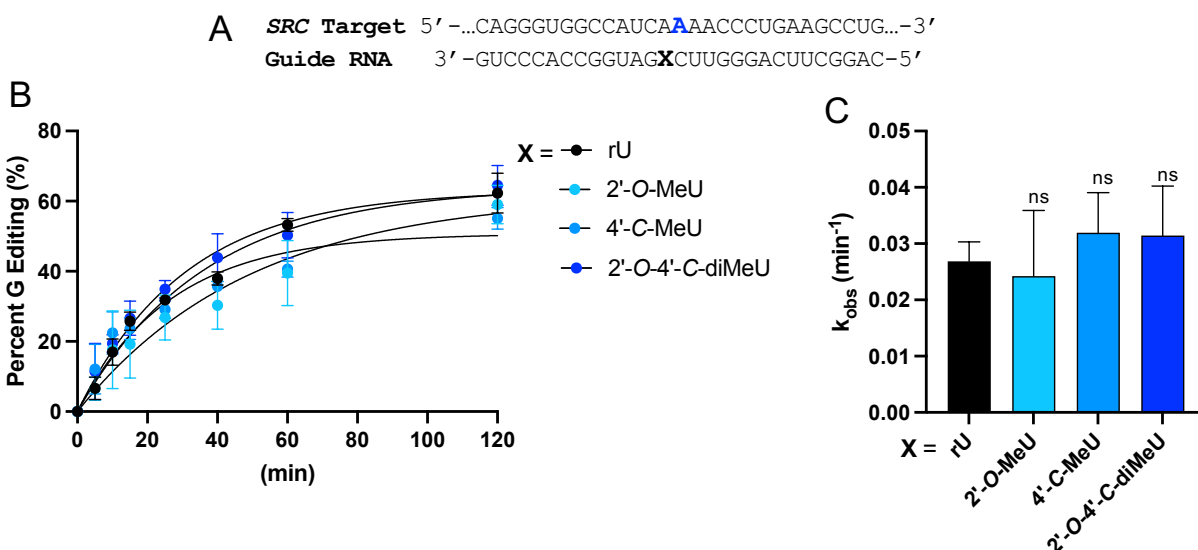 A
SRC Target 5’-…CAGGGUGGCCAUCAAAAACCCUGAAGCCUG…-3’
Guide RNA 3’-GUCCCACCGGUAGXCUUGGGACUUCGGAC-5’
B
Percent G Editing (%)
80
60
40
20
0
0 20 40 60 80 100 120
(min)
X = rU
2'-O-MeU
4'-C-MeU
2'-O-4'-C-diMeU
C
kobs (min-1)
0.05
0.04
0.03
0.02
0.01
0.00
ns ns ns
X = rU 2'-O-MeU 4'-C-MeU 2'-O-4'-C-diMeU